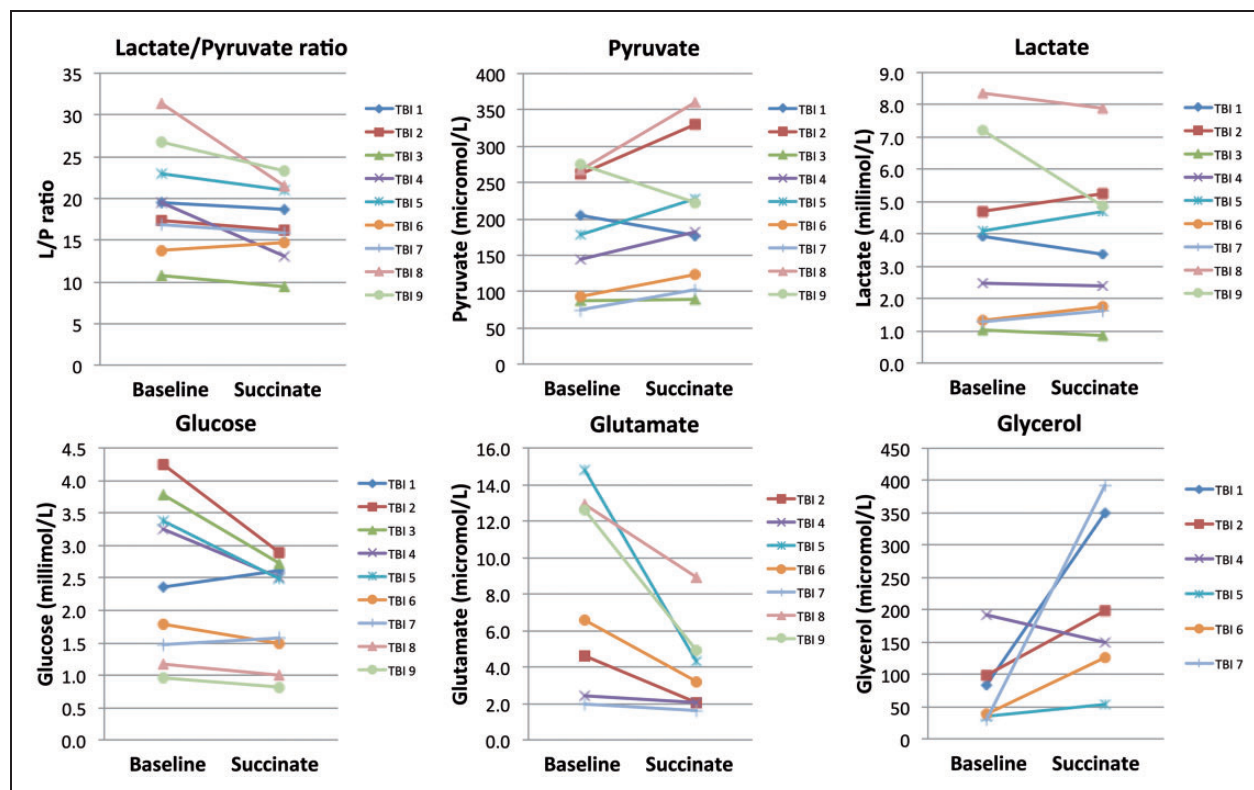 Lactate/Pyruvate ratio
L/P ratio
35
30
25
20
15
10
5
0
Baseline Succinate
TBI 1
TBI 2
TBI 3
TBI 4
TBI 5
TBI 6
TBI 7
TBI 8
TBI 9
Pyruvate
Pyruvate (micromol/L)
400
350
300
250
200
150
100
50
0
Baseline Succinate
TBI 1
TBI 2
TBI 3
TBI 4
TBI 5
TBI 6
TBI 7
TBI 8
TBI 9
Lactate
Lactate (millimol/L)
9.0
8.0
7.0
6.0
5.0
4.0
3.0
2.0
1.0
0.0
Baseline Succinate
TBI 1
TBI 2
TBI 3
TBI 4
TBI 5
TBI 6
TBI 7
TBI 8
TBI 9
Glucose
Glucose (millimol/L)
4.5
4.0
3.5
3.0
2.5
2.0
1.5
1.0
0.5
0.0
Baseline Succinate
TBI 1
TBI 2
TBI 3
TBI 4
TBI 5
TBI 6
TBI 7
TBI 8
TBI 9
Glutamate
Glutamate (micromol/L)
16.0
14.0
12.0
10.0
8.0
6.0
4.0
2.0
0.0
Baseline Succinate
TBI 2
TBI 4
TBI 5
TBI 6
TBI 7
TBI 8
TBI 9
Glycerol
Glycerol (micromol/L)
450
400
350
300
250
200
150
100
50
0
Baseline Succinate
TBI 1
TBI 2
TBI 4
TBI 5
TBI 6
TBI 7